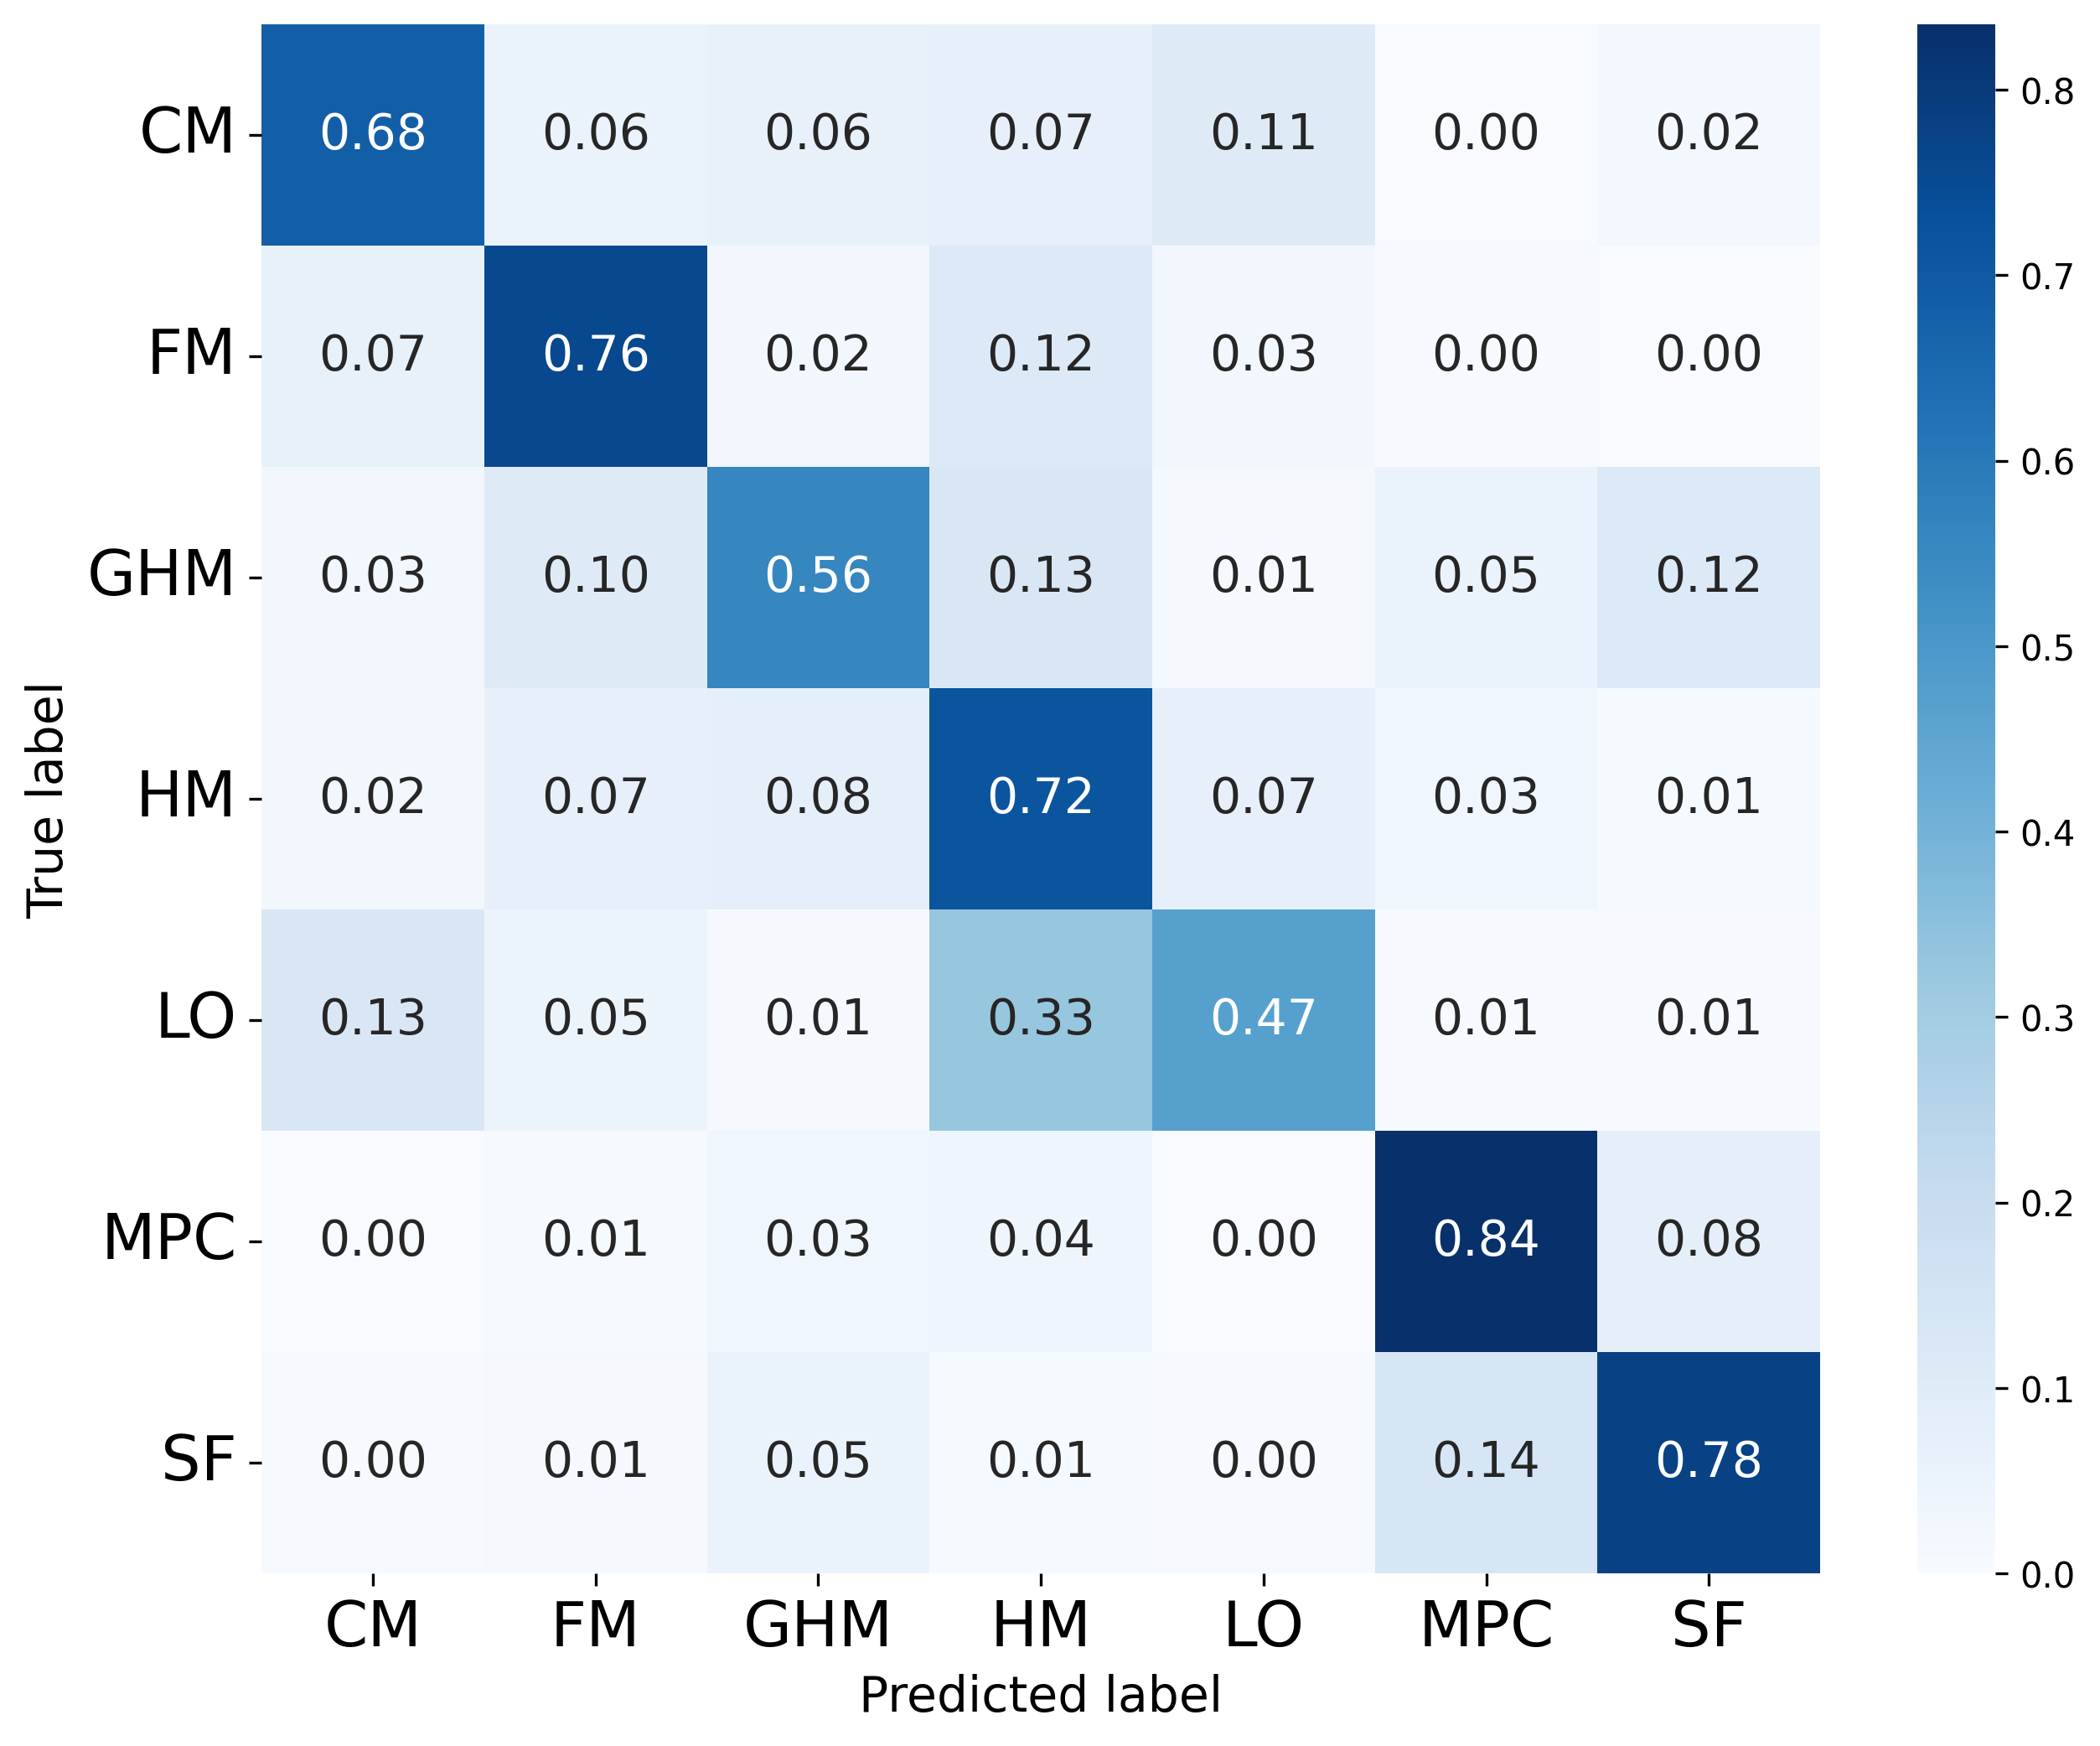 CM 0.68 0.06 0.06 0.07 0.11 0.00 0.02
FM 0.07 0.76 0.02 0.12 0.03 0.00 0.00
GHM 0.03 0.10 0.56 0.13 0.01 0.05 0.12
HM 0.02 0.07 0.08 0.72 0.07 0.03 0.01
LO 0.13 0.05 0.01 0.33 0.47 0.01 0.01
MPC 0.00 0.01 0.03 0.04 0.00 0.84 0.08
SF 0.00 0.01 0.05 0.01 0.00 0.14 0.78
CM FM GHM HM LO MPC SF
Predicted label
True label
0.8
0.7
0.6
0.5
0.4
0.3
0.2
0.1
0.0